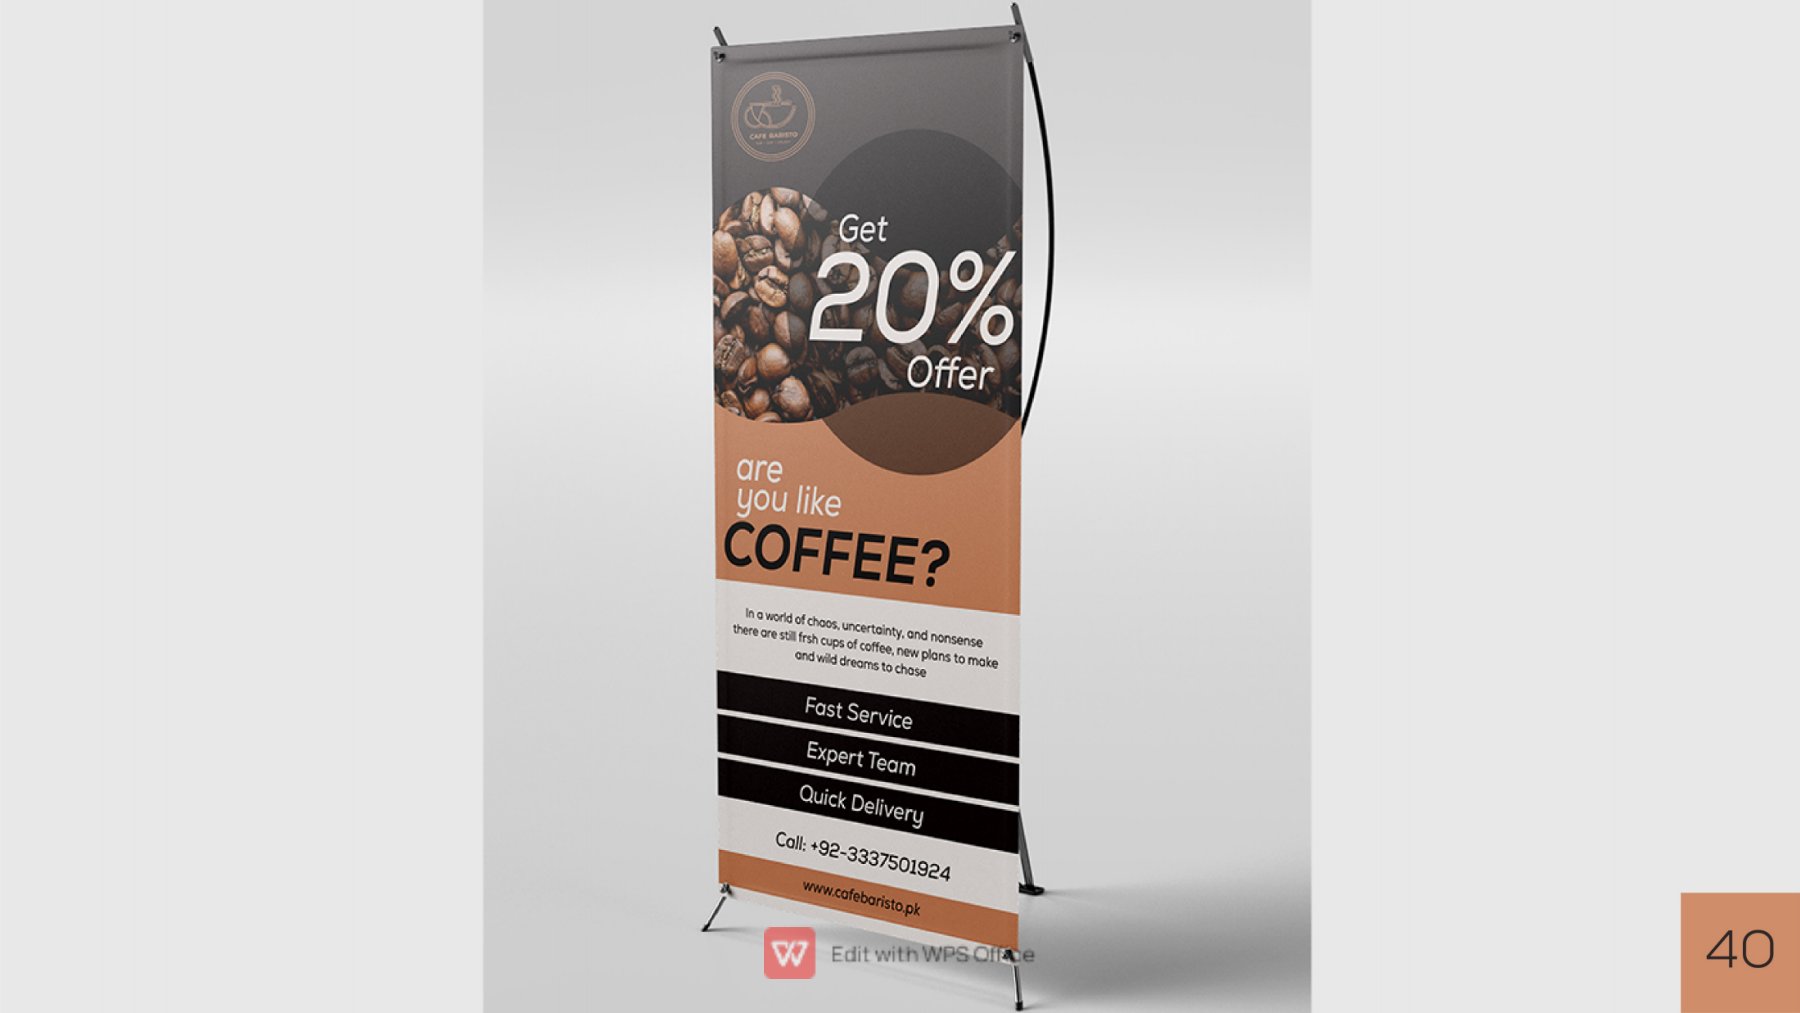 CAFE BARISTO
Get
20%
Offer
are
you like
COFFEE?
In a world of chaos, uncertainty, and nonsense
there are still frsh cups of coffee, new plans to make
and wild dreams to chase
Fast Service
Expert Team
Quick Delivery
Call: +92-3337501924
www.cafebaristo.pk
Edit with WPS Office
40